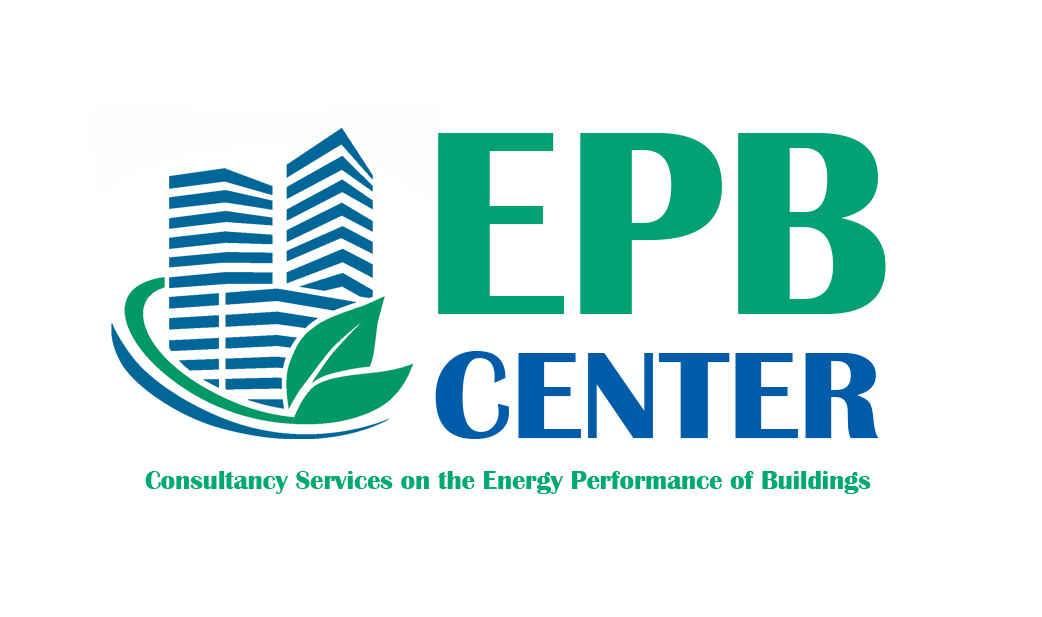 EPB
CENTER
Consultancy Services on the Energy Performance of Buildings